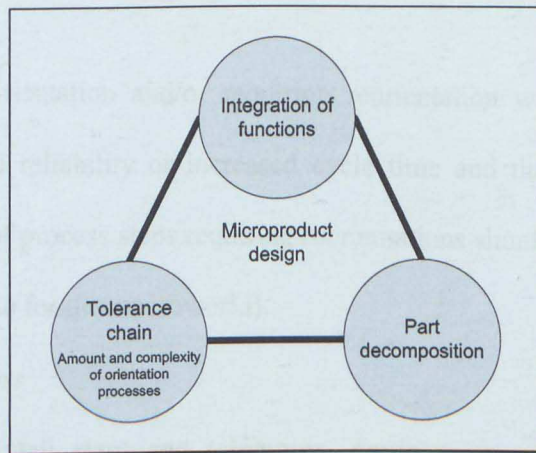 Integration of
functions
Microproduct
design
Tolerance
chain
Amount and complexity
of orientation
processes
Part
decomposition